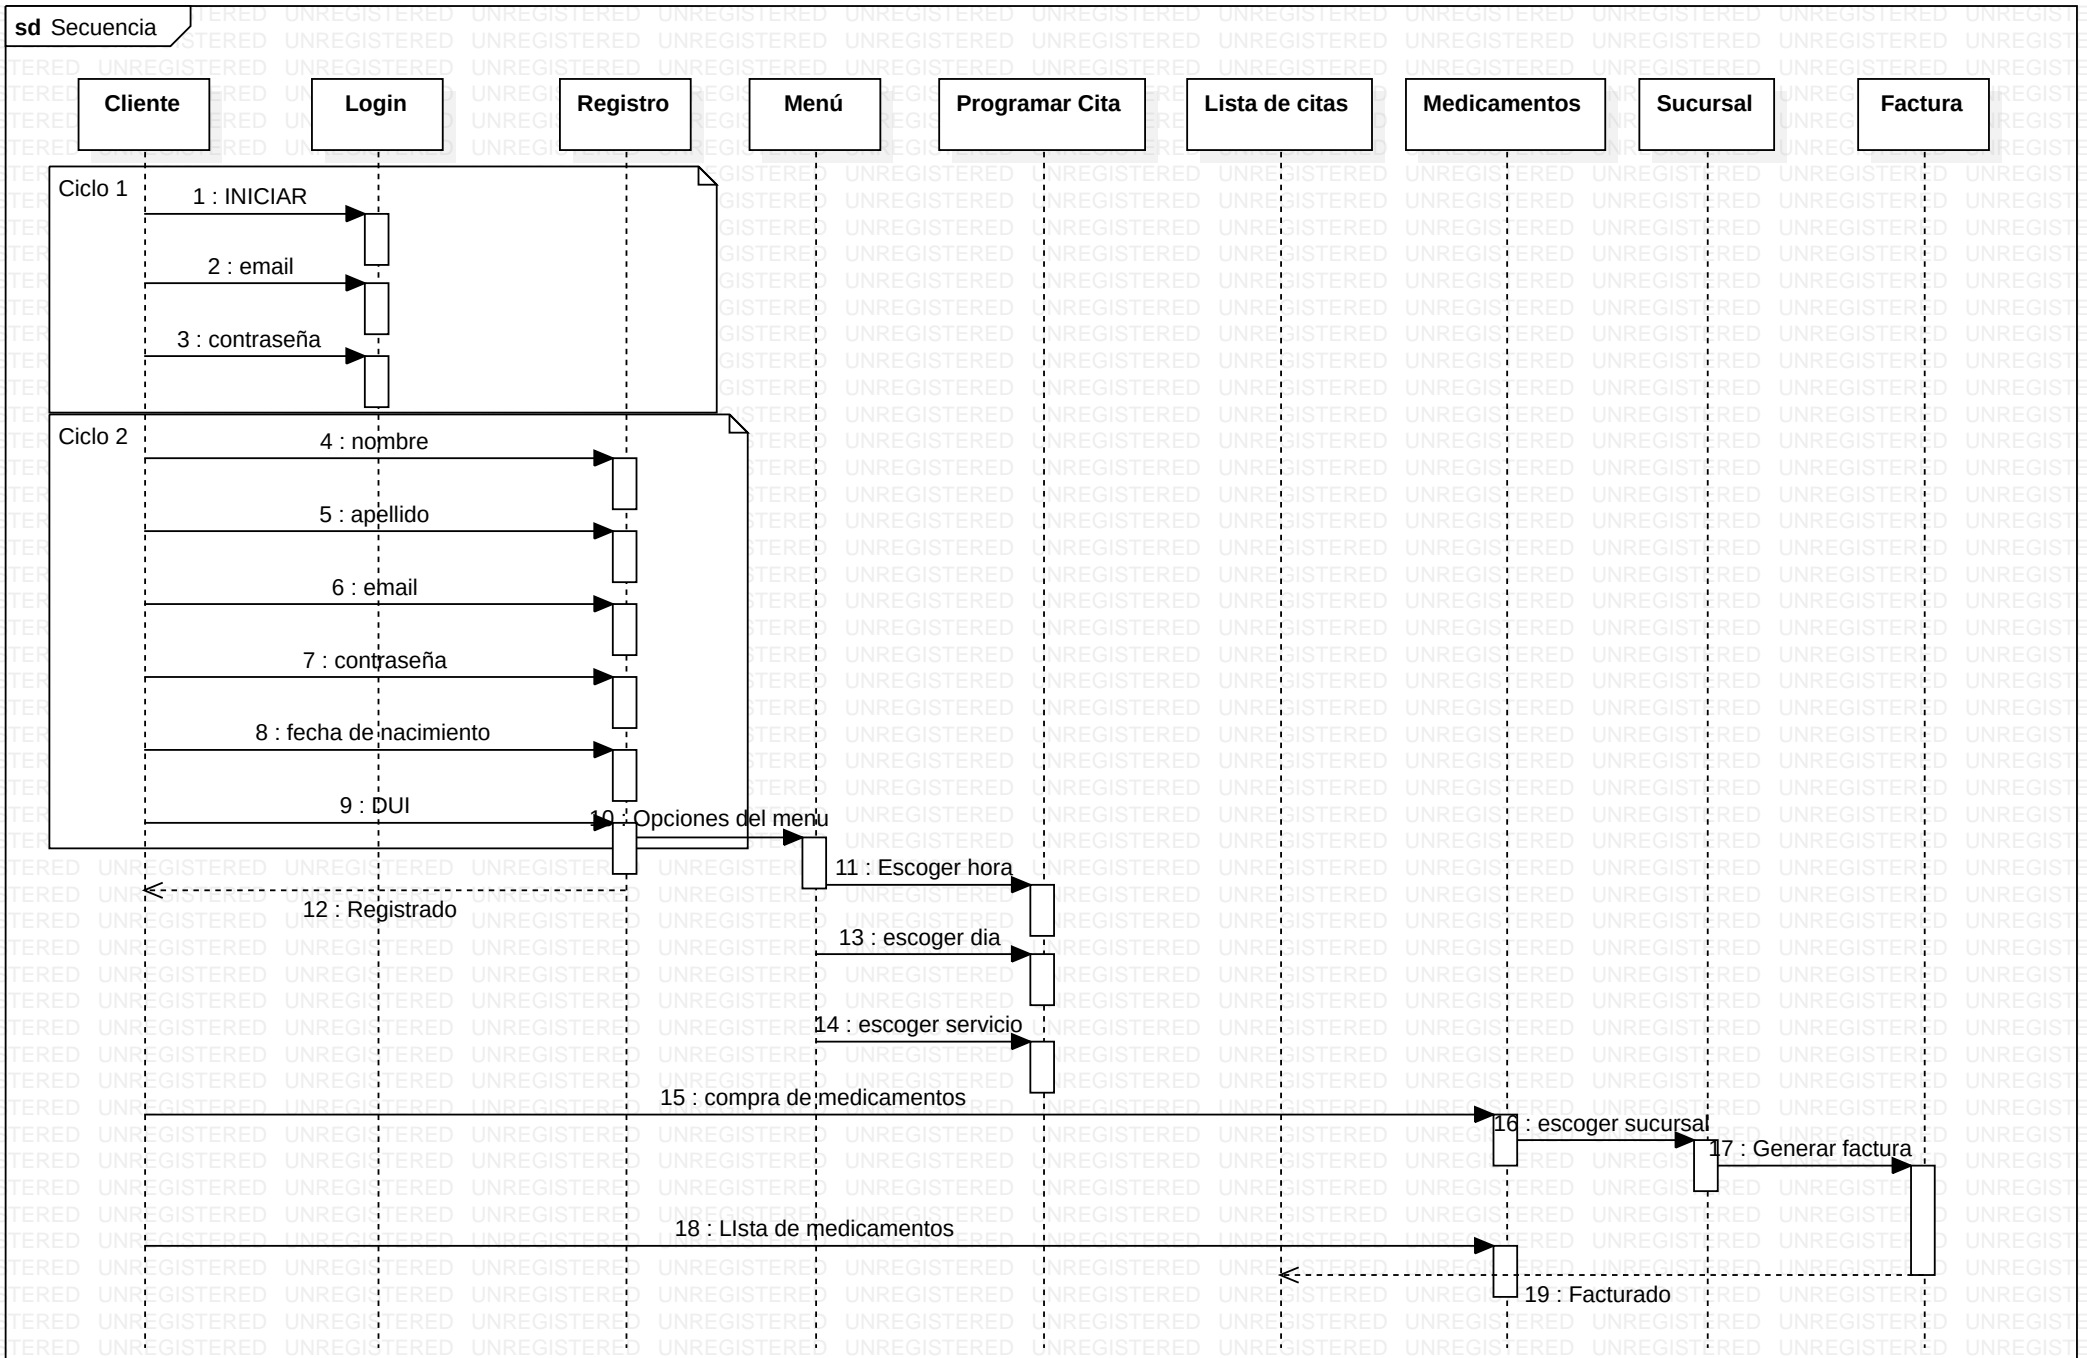 sd Secuencia
Cliente
Login
Registro
Menú
Programar Cita
Lista de citas
Medicamentos
Sucursal
Factura
Ciclo 1
1 : INICIAR
2 : email
3 : contraseña
Ciclo 2
4 : nombre
5 : apellido
6 : email
7 : contraseña
8 : fecha de nacimiento
9 : DUI
10 : Opciones del menu
11 : Escoger hora
12 : Registrado
13 : escoger dia
14 : escoger servicio
15 : compra de medicamentos
16 : escoger sucursal
17 : Generar factura
18 : LIsta de medicamentos
19 : Facturado
UNREGISTERED